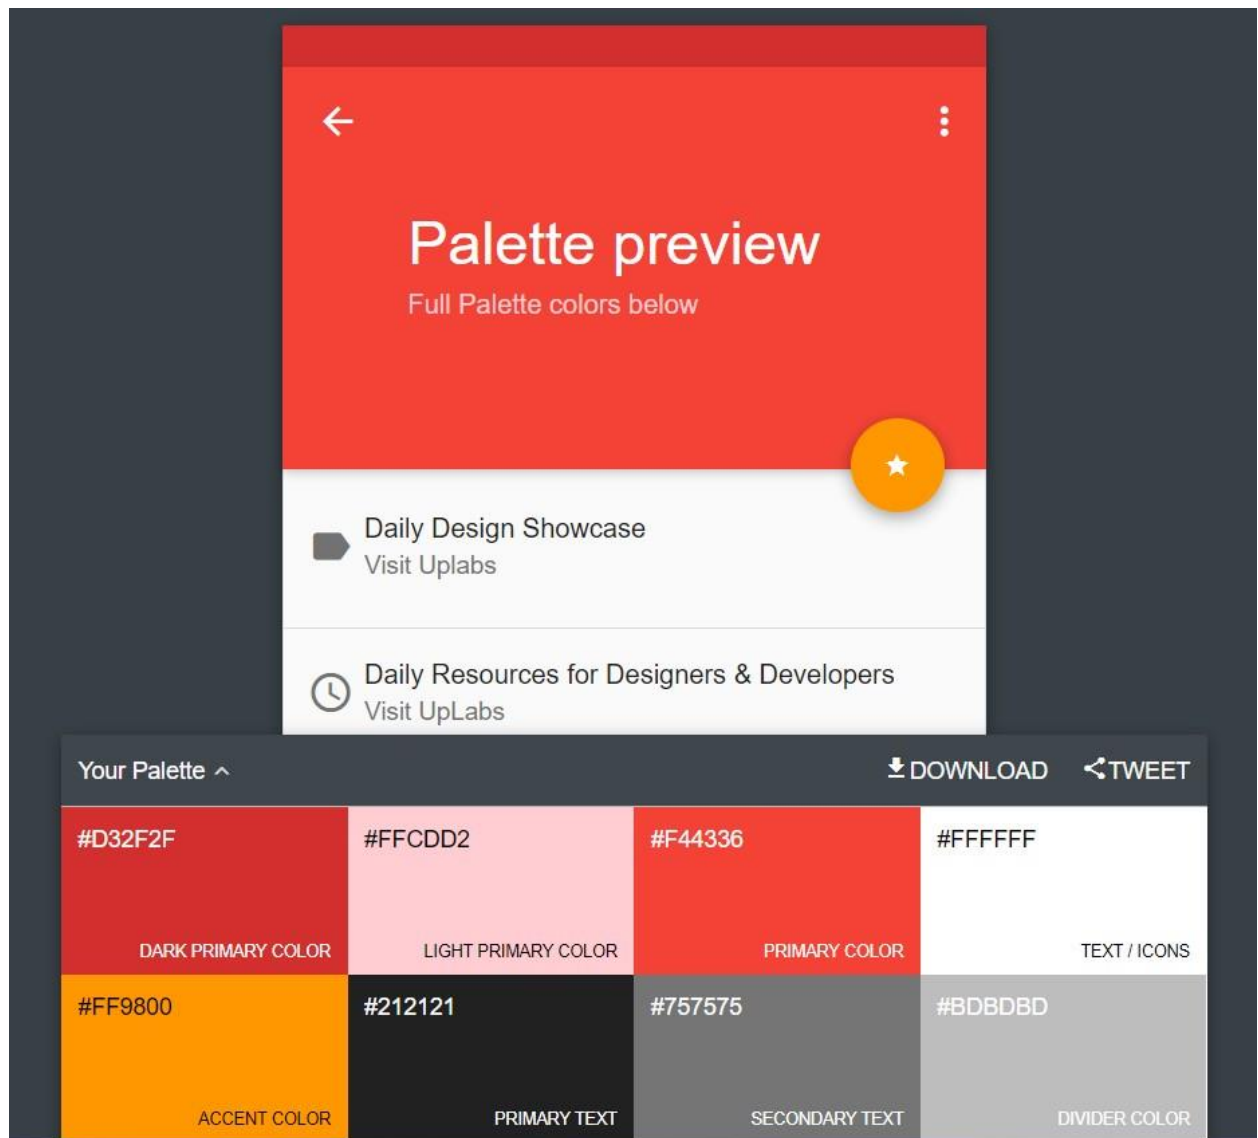 Palette preview
Full Palette colors below
Daily Design Showcase
Visit Uplabs
Daily Resources for Designers & Developers
Visit UpLabs
Your Palette
DOWNLOAD
TWEET
#D32F2F
DARK PRIMARY COLOR
#FFCDD2
LIGHT PRIMARY COLOR
#F44336
PRIMARY COLOR
#FFFFFF
TEXT / ICONS
#FF9800
ACCENT COLOR
#212121
PRIMARY TEXT
#757575
SECONDARY TEXT
#BDBDBD
DIVIDER COLOR